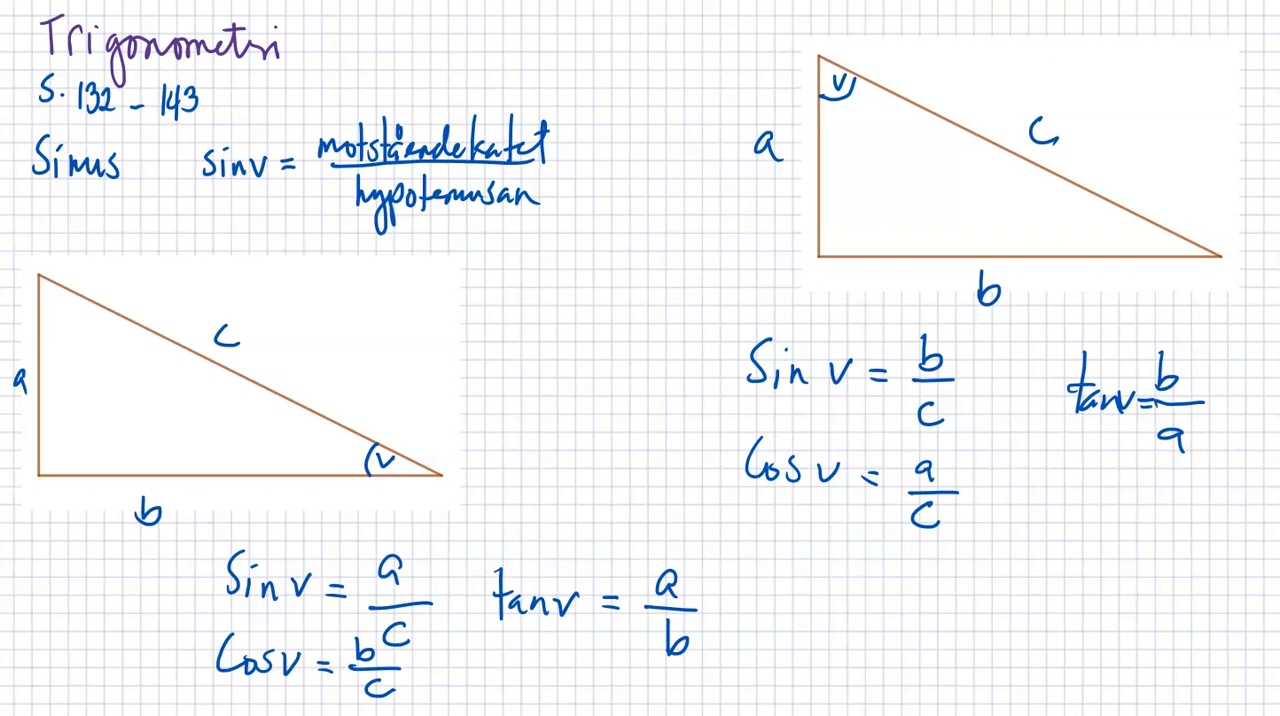 Trigonometri
S. 132 - 143
Sinus sin v = motstående katet / hypotenusan
a
c
b
v
sin v = a / c
tan v = a / b
cos v = b / c
v
a
c
b
sin v = b / c
tan v = b / a
cos v = a / c